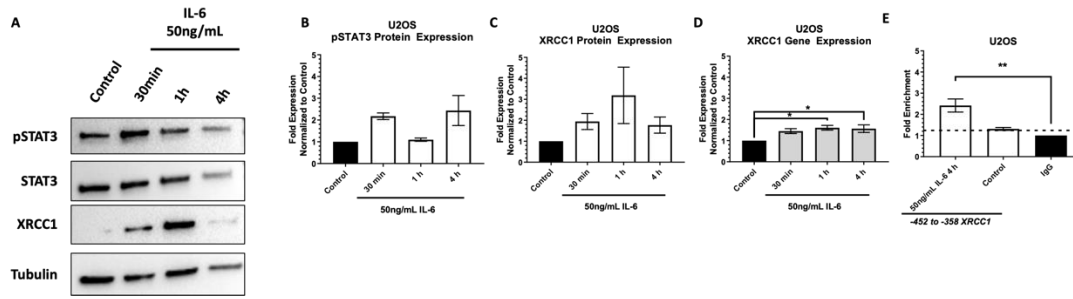 A
IL-6
50ng/mL
Control
30min
1h
4h
pSTAT3
STAT3
XRCC1
Tubulin
B
U2OS
pSTAT3 Protein Expression
Fold Expression
Normalized to Control
5
4
3
2
1
0
Control
30 min
1 h
4 h
50ng/mL IL-6
C
U2OS
XRCC1 Protein Expression
Fold Expression
Normalized to Control
5
4
3
2
1
0
Control
30 min
1 h
4 h
50ng/mL IL-6
D
U2OS
XRCC1 Gene Expression
Fold Expression
Normalized to Control
5
4
3
2
1
0
*
*
Control
30 min
1 h
4 h
50ng/mL IL-6
E
U2OS
Fold Enrichment
5
4
3
2
1
0
**
50ng/mL IL-6 4 h
Control
IgG
-452 to -358 XRCC1